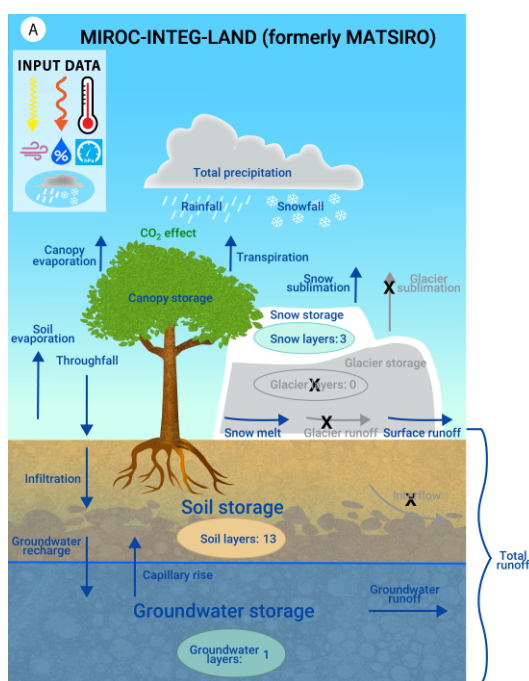 A
MIROC-INTEG-LAND (formerly MATSIRO)
INPUT DATA
%
hPa
Total precipitation
Rainfall
Snowfall
CO2 effect
Canopy
evaporation
Transpiration
Canopy storage
Snow
sublimation
X
Glacier
sublimation
Soil
evaporation
Throughfall
Snow storage
Snow layers: 3
Glacier storage
Glacier layers: 0
X
Snow melt
X
Glacier runoff
Surface runoff
Infiltration
Soil storage
Soil layers: 13
X
Interflow
Groundwater
recharge
Capillary rise
Total
runoff
Groundwater storage
Groundwater
runoff
Groundwater
layers: 1